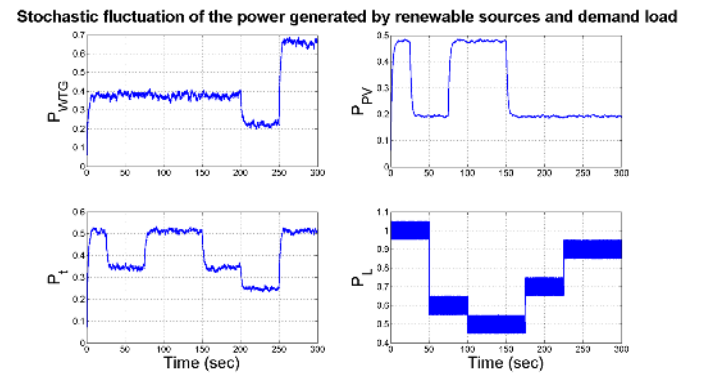 Stochastic fluctuation of the power generated by renewable sources and demand load
0.7
0.6
0.5
0.4
0.3
0.2
0.1
0
P_WTG
0 50 100 150 200 250 300
0.5
0.4
0.3
0.2
0.1
0
P_PV
0 50 100 150 200 250 300
0.6
0.5
0.4
0.3
0.2
0.1
0
P_t
0 50 100 150 200 250 300
Time (sec)
1.1
1
0.9
0.8
0.7
0.6
0.5
0.4
P_L
0 50 100 150 200 250 300
Time (sec)